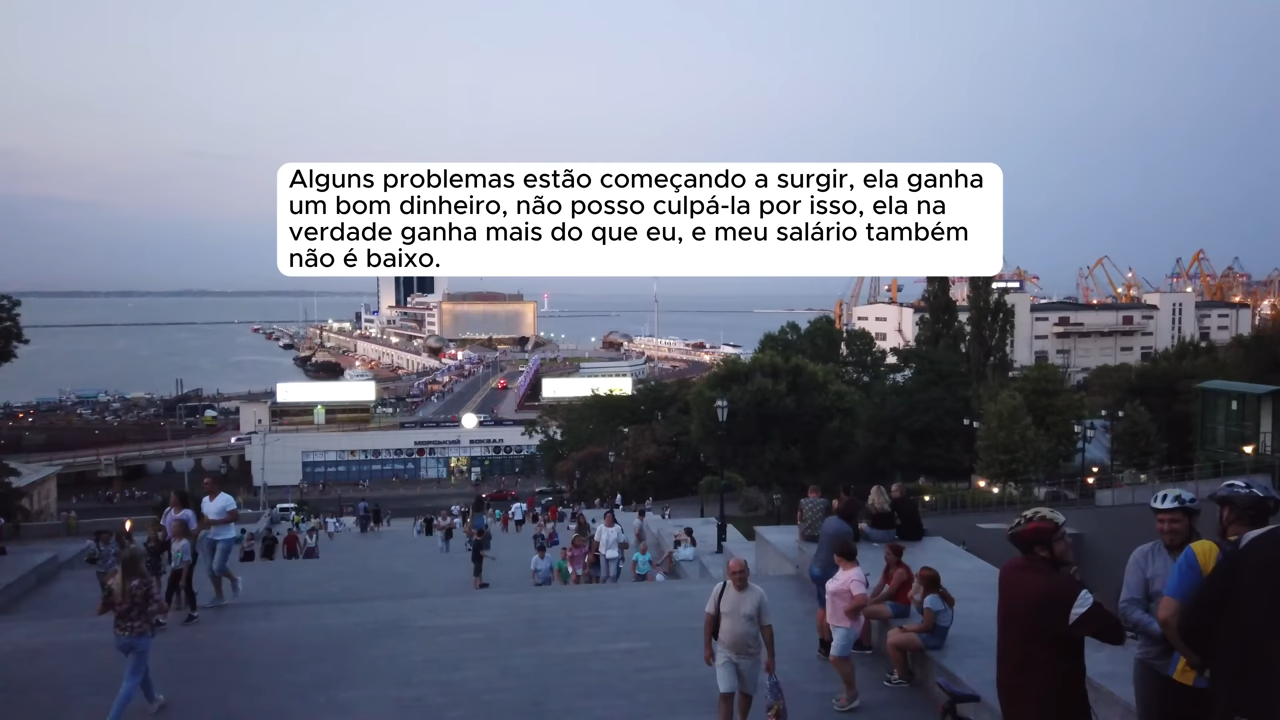 Alguns problemas estão começando a surgir, ela ganha
um bom dinheiro, não posso culpá-la por isso, ela na
verdade ganha mais do que eu, e meu salário também
não é baixo.
МОРСЬКИЙ ВОКЗАЛ